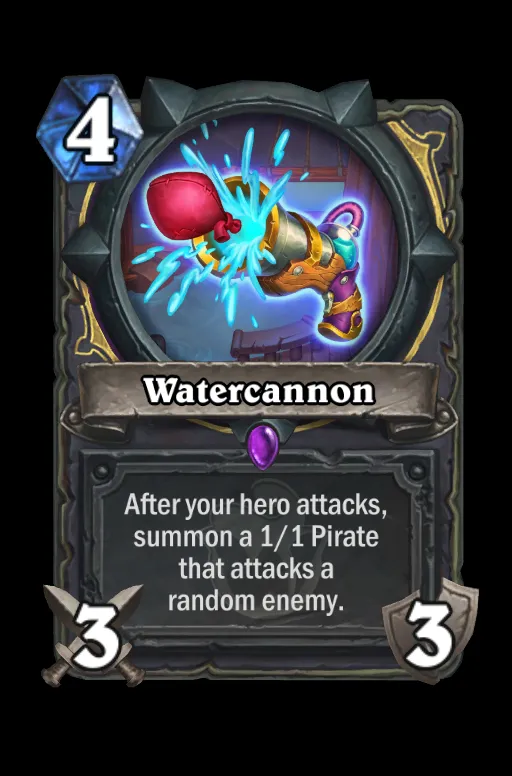 4
Watercannon
After your hero attacks,
summon a 1/1 Pirate
that attacks a
random enemy.
3
3